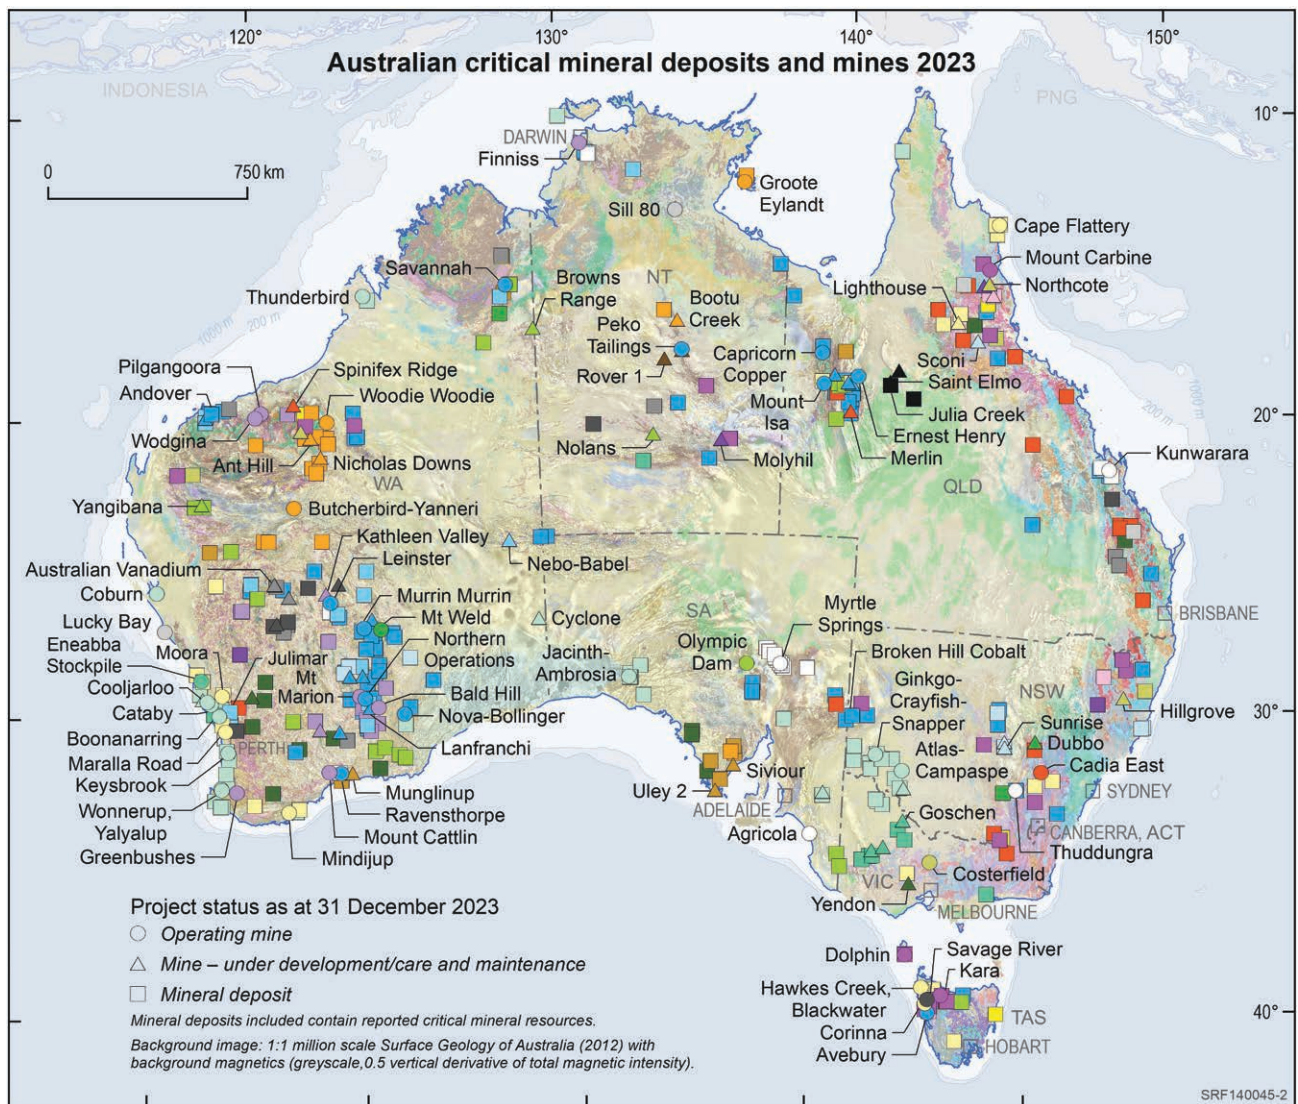 120°
130°
140°
150°
Australian critical mineral deposits and mines 2023
INDONESIA
PNG
10°
DARWIN
Finniss
0
750 km
Groote
Eylandt
Sill 80
Cape Flattery
Mount Carbine
Savannah
Browns
Range
NT
Lighthouse
Northcote
Thunderbird
Bootu
Creek
1000 m
200 m
Peko
Tailings
Capricorn
Copper
Sconi
Pilgangoora
Spinifex Ridge
Rover 1
Saint Elmo
Andover
Woodie Woodie
Mount
Isa
Julia Creek
20°
Wodgina
Nolans
Ernest Henry
Ant Hill
Nicholas Downs
Molyhil
Merlin
Kunwarara
WA
QLD
Yangibana
Butcherbird-Yanneri
200 m
1000 m
Kathleen Valley
Leinster
Nebo-Babel
Australian Vanadium
Coburn
Murrin Murrin
Mt Weld
SA
Myrtle
Springs
BRISBANE
Lucky Bay
Northern
Operations
Cyclone
Olympic
Dam
Eneabba
Stockpile
Moora
Julimar
Mt
Marion
Jacinth-
Ambrosia
Broken Hill Cobalt
Cooljarloo
Bald Hill
Ginkgo-
Crayfish-
Snapper
NSW
Cataby
Nova-Bollinger
Sunrise
Hillgrove
30°
Boonanarring
PERTH
Lanfranchi
Atlas-
Campaspe
Dubbo
Maralla Road
Siviour
Cadia East
Keysbrook
Munglinup
Uley 2
SYDNEY
Wonnerup,
Yalyalup
Ravensthorpe
ADELAIDE
Goschen
Mount Cattlin
Agricola
CANBERRA, ACT
Greenbushes
Mindijup
Thuddungra
VIC
Costerfield
Yendon
MELBOURNE
Project status as at 31 December 2023
Operating mine
Mine – under development/care and maintenance
Mineral deposit
Mineral deposits included contain reported critical mineral resources.
Background image: 1:1 million scale Surface Geology of Australia (2012) with
background magnetics (greyscale,0.5 vertical derivative of total magnetic intensity).
Dolphin
Savage River
Kara
Hawkes Creek,
Blackwater
Corinna
Avebury
TAS
40°
HOBART
SRF140045-2